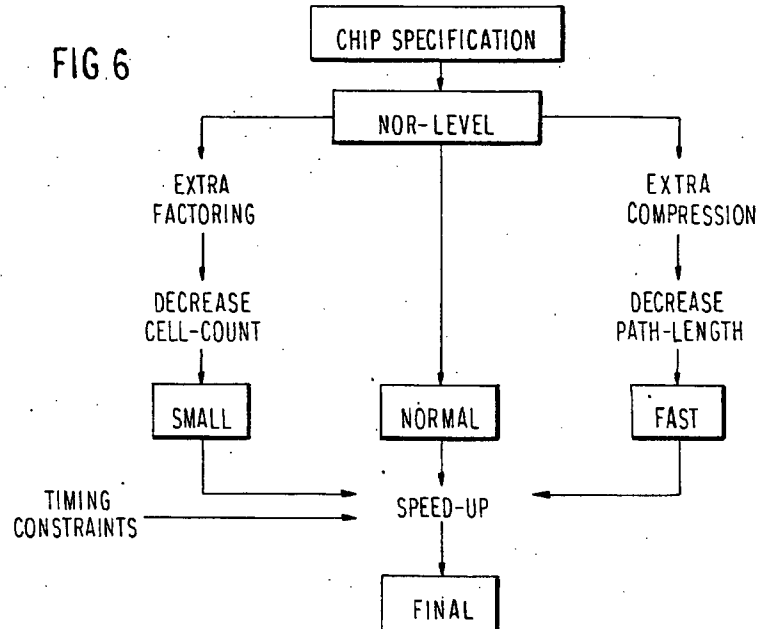 FIG. 6
CHIP SPECIFICATION
NOR-LEVEL
EXTRA
FACTORING
EXTRA
COMPRESSION
DECREASE
CELL-COUNT
DECREASE
PATH-LENGTH
SMALL
NORMAL
FAST
TIMING
CONSTRAINTS
SPEED-UP
FINAL